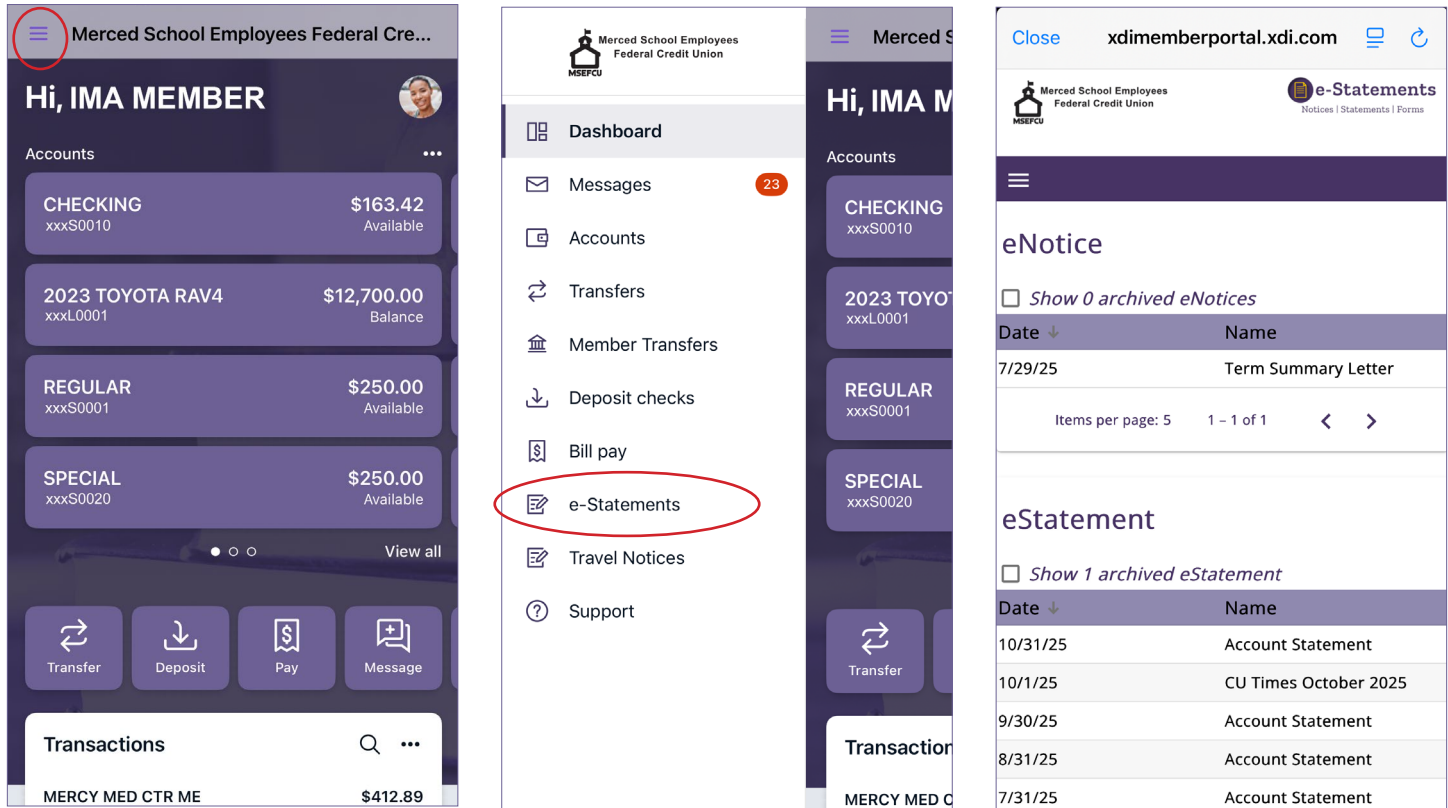 Merced School Employees Federal Cre...
Hi, IMA MEMBER
Accounts
CHECKING $163.42
xxxS0010 Available
2023 TOYOTA RAV4 $12,700.00
xxxL0001 Balance
REGULAR $250.00
xxxS0001 Available
SPECIAL $250.00
xxxS0020 Available
View all
Transfer Deposit Pay Message
Transactions
MERCY MED CTR ME $412.89
Merced School Employees
Federal Credit Union
MSEFCU
Dashboard
Messages 23
Accounts
Transfers
Member Transfers
Deposit checks
Bill pay
e-Statements
Travel Notices
Support
Merced S
Hi, IMA M
Accounts
CHECKING
xxxS0010
2023 TOYOT
xxxL0001
REGULAR
xxxS0001
SPECIAL
xxxS0020
Transfer
Transaction
MERCY MED C
Close xdimemberportal.xdi.com
Merced School Employees
Federal Credit Union
MSEFCU
e-Statements
Notices | Statements | Forms
eNotice
Show 0 archived eNotices
Date Name
7/29/25 Term Summary Letter
Items per page: 5 1 – 1 of 1
eStatement
Show 1 archived eStatement
Date Name
10/31/25 Account Statement
10/1/25 CU Times October 2025
9/30/25 Account Statement
8/31/25 Account Statement
7/31/25 Account Statement